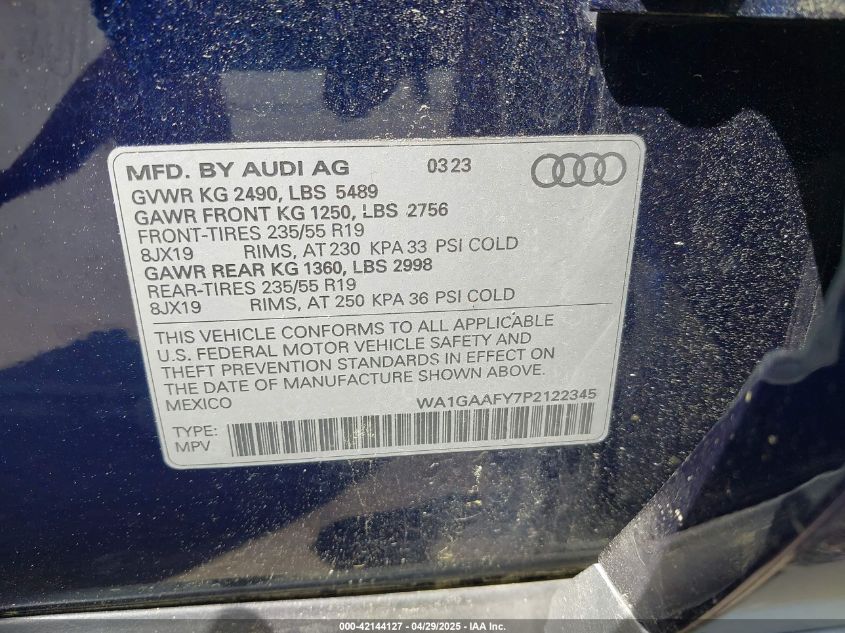 MFD. BY AUDI AG 03 23
GVWR KG 2490, LBS 5489
GAWR FRONT KG 1250, LBS 2756
FRONT-TIRES 235/55 R19
8JX19 RIMS, AT 230 KPA 33 PSI COLD
GAWR REAR KG 1360, LBS 2998
REAR-TIRES 235/55 R19
8JX19 RIMS, AT 250 KPA 36 PSI COLD
THIS VEHICLE CONFORMS TO ALL APPLICABLE
U.S. FEDERAL MOTOR VEHICLE SAFETY AND
THEFT PREVENTION STANDARDS IN EFFECT ON
THE DATE OF MANUFACTURE SHOWN ABOVE.
MEXICO WA1GAAFY7P2122345
TYPE:
MPV
000-42144127 - 04/29/2025 - IAA Inc.